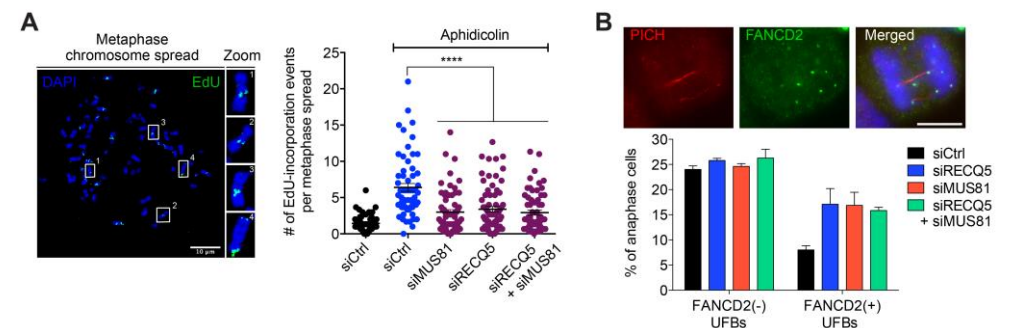 A
Metaphase
chromosome spread
Zoom
DAPI
EdU
1
2
3
4
1
2
3
4
10 µm
# of EdU-incorporation events
per metaphase spread
25
20
15
10
5
0
Aphidicolin
****
siCtrl
siCtrl
siMUS81
siRECQ5
siRECQ5
+ siMUS81
B
PICH
FANCD2
Merged
% of anaphase cells
30
25
20
15
10
5
0
FANCD2(-)
UFBs
FANCD2(+)
UFBs
siCtrl
siRECQ5
siMUS81
siRECQ5
+ siMUS81